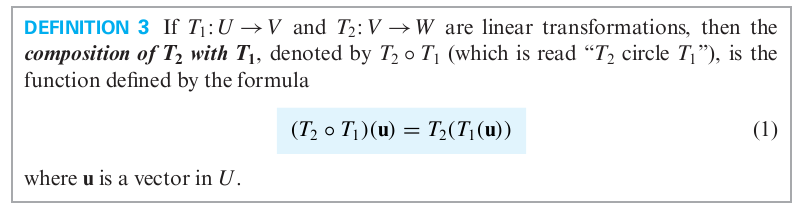 DEFINITION 3 If T₁: U → V and T₂: V → W are linear transformations, then the
composition of T₂ with T₁, denoted by T₂ ∘ T₁ (which is read “T₂ circle T₁”), is the
function defined by the formula
(T₂ ∘ T₁)(u) = T₂(T₁(u)) (1)
where u is a vector in U.